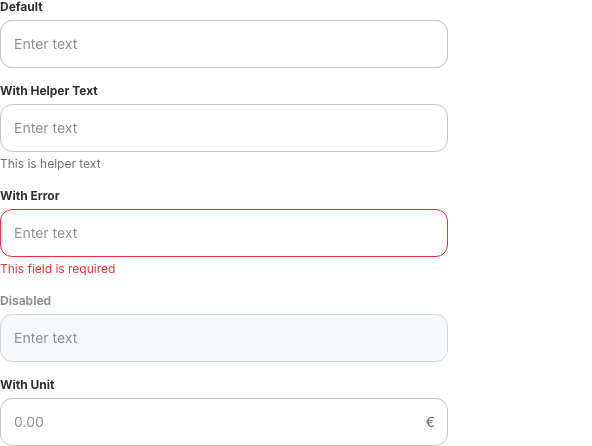 Default
Enter text
With Helper Text
Enter text
This is helper text
With Error
Enter text
This field is required
Disabled
Enter text
With Unit
0.00 €